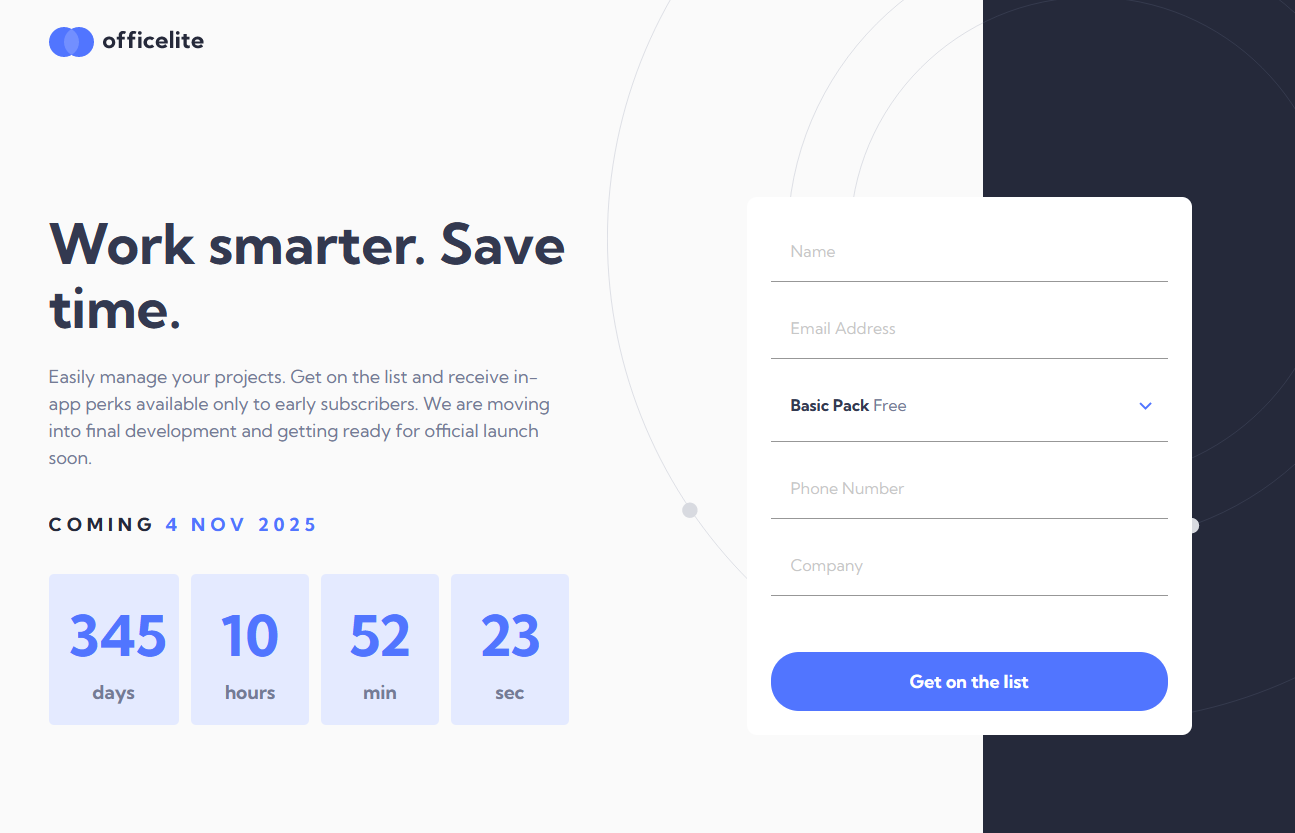 officelite
Work smarter. Save
time.
Easily manage your projects. Get on the list and receive in-
app perks available only to early subscribers. We are moving
into final development and getting ready for official launch
soon.
COMING 4 NOV 2025
345 10 52 23
days hours min sec
Name
Email Address
Basic Pack Free
Phone Number
Company
Get on the list